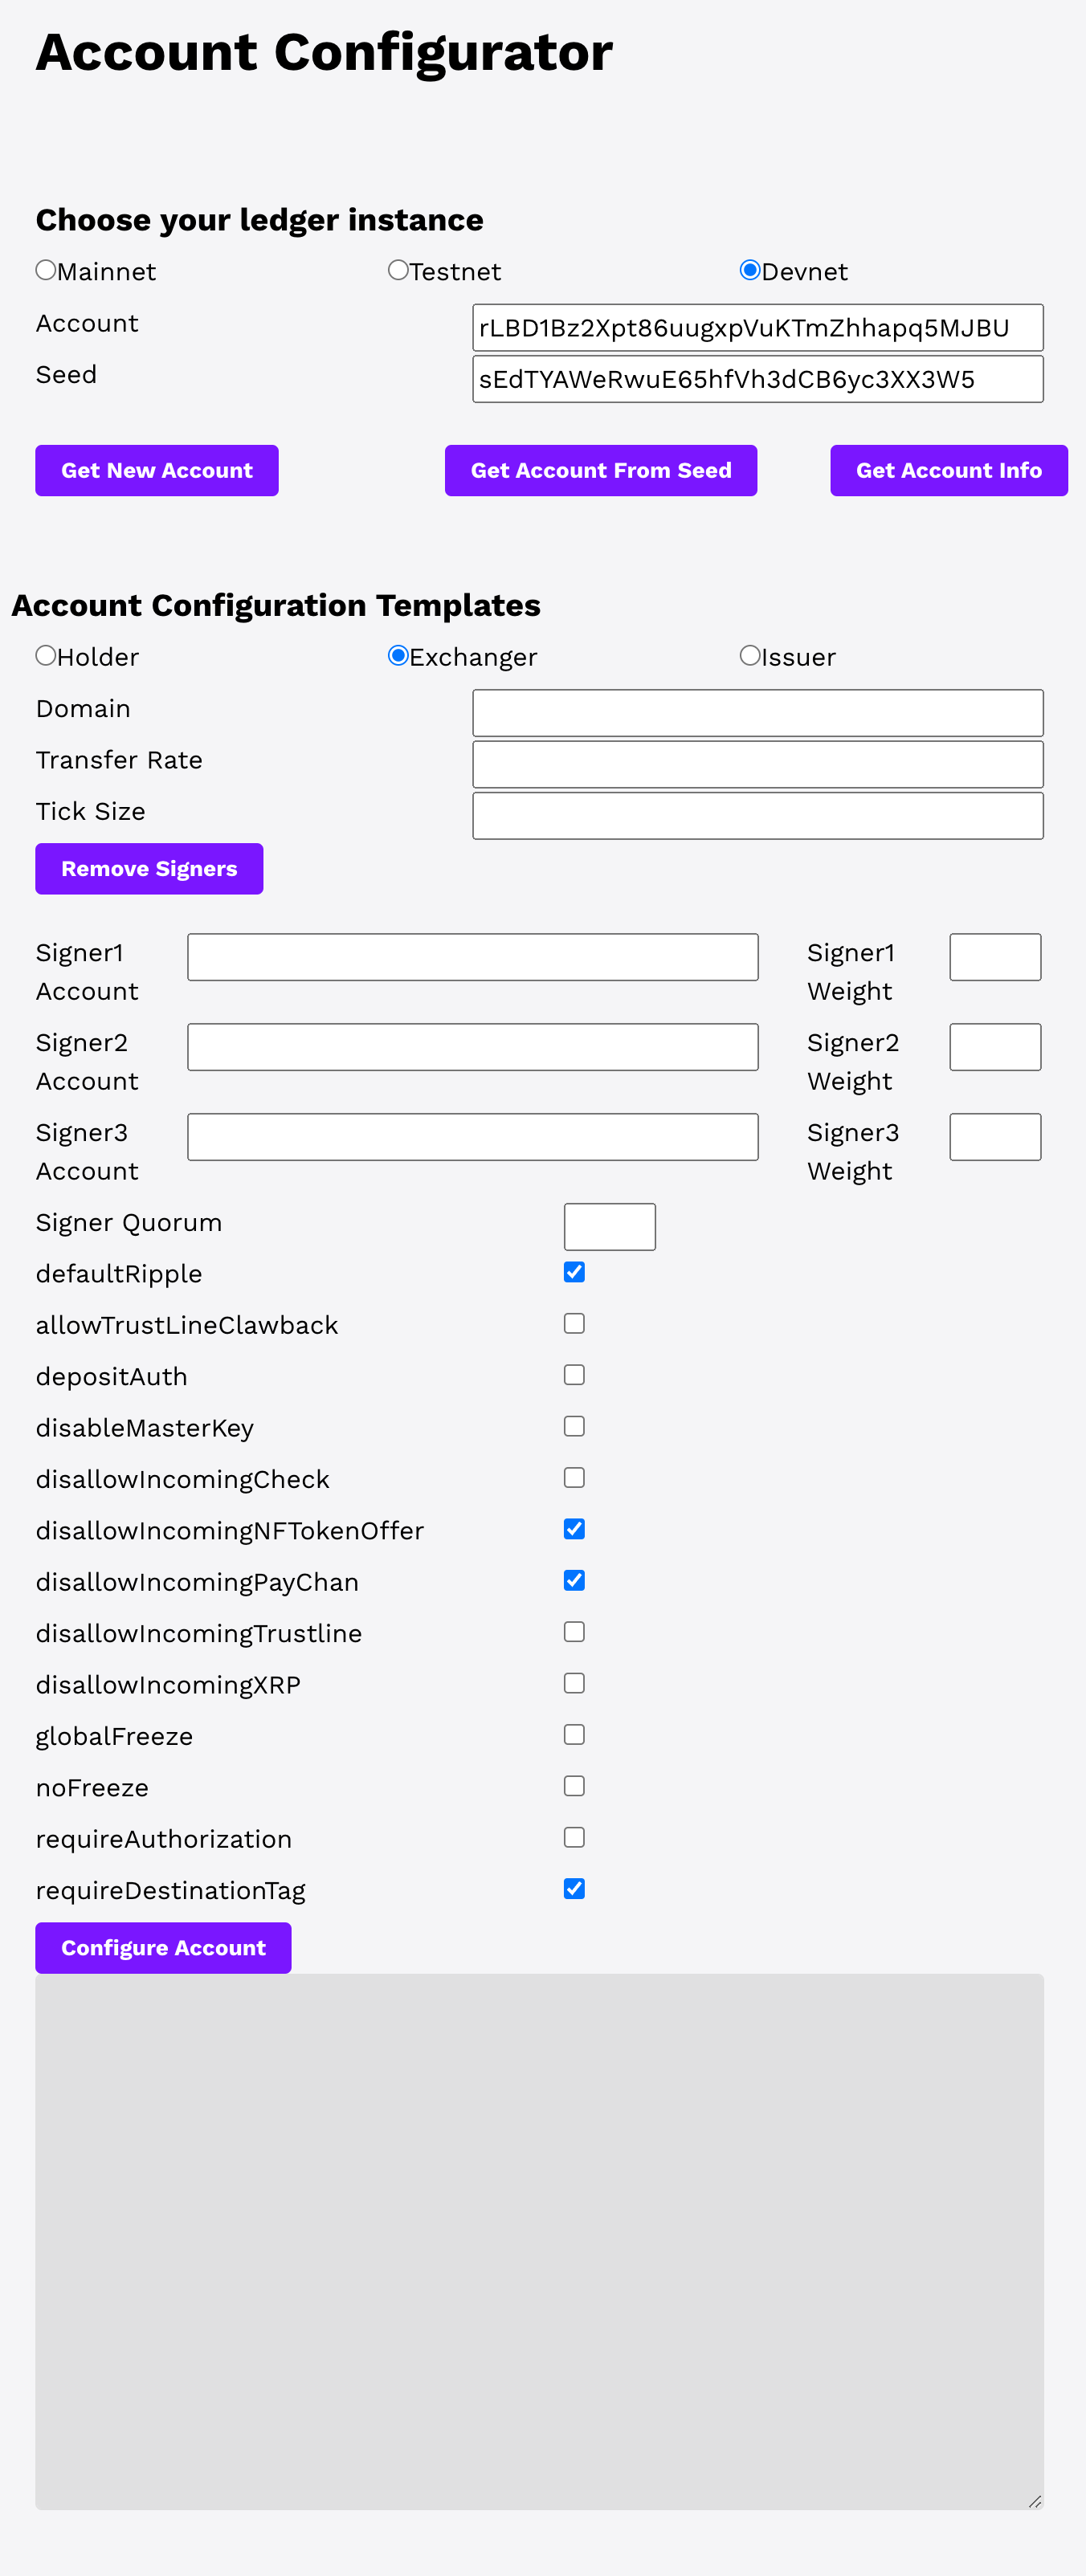 Account Configurator
Choose your ledger instance
Mainnet Testnet Devnet
Account rLBD1Bz2Xpt86uugxpVuKTmZhhapq5MJBU
Seed sEdTYAWeRwuE65hfVh3dCB6yc3XX3W5
Get New Account Get Account From Seed Get Account Info
Account Configuration Templates
Holder Exchanger Issuer
Domain
Transfer Rate
Tick Size
Remove Signers
Signer1 Signer1
Account Weight
Signer2 Signer2
Account Weight
Signer3 Signer3
Account Weight
Signer Quorum
defaultRipple
allowTrustLineClawback
depositAuth
disableMasterKey
disallowIncomingCheck
disallowIncomingNFTokenOffer
disallowIncomingPayChan
disallowIncomingTrustline
disallowIncomingXRP
globalFreeze
noFreeze
requireAuthorization
requireDestinationTag
Configure Account